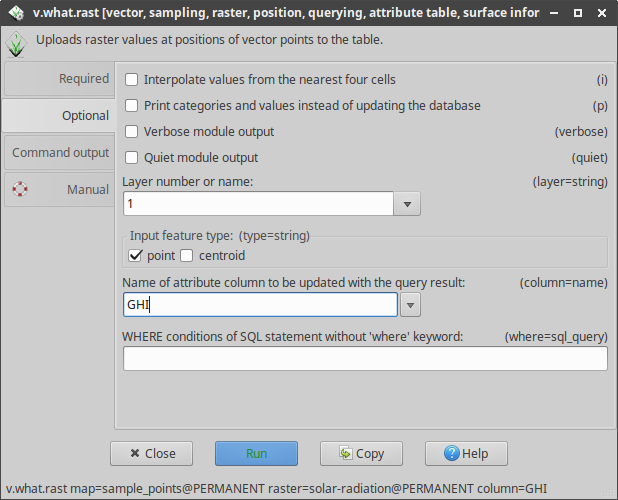 v.what.rast [vector, sampling, raster, position, querying, attribute table, surface infor
Uploads raster values at positions of vector points to the table.
Required
Optional
Command output
Manual
Interpolate values from the nearest four cells (i)
Print categories and values instead of updating the database (p)
Verbose module output (verbose)
Quiet module output (quiet)
Layer number or name: (layer=string)
1
Input feature type: (type=string)
point centroid
Name of attribute column to be updated with the query result: (column=name)
GHI
WHERE conditions of SQL statement without 'where' keyword: (where=sql_query)
Close Run Copy Help
v.what.rast map=sample_points@PERMANENT raster=solar-radiation@PERMANENT column=GHI